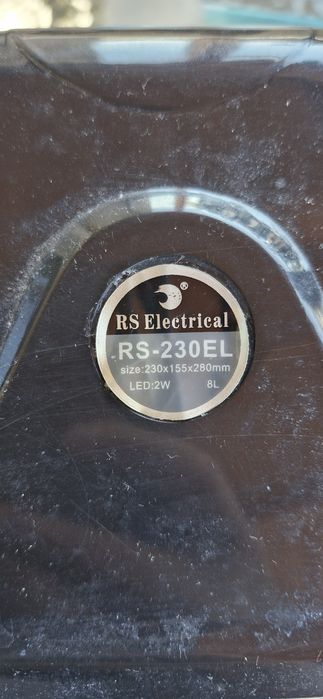 ®
RS Electrical
RS-230EL
size:230x155x280mm
LED:2W 8L